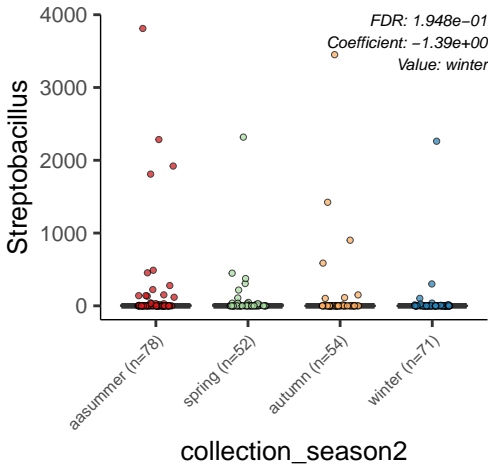 FDR: 1.948e−01
Coefficient: −1.39e+00
Value: winter
Streptobacillus
4000
3000
2000
1000
0
aasummer (n=78)
spring (n=52)
autumn (n=54)
winter (n=71)
collection_season2